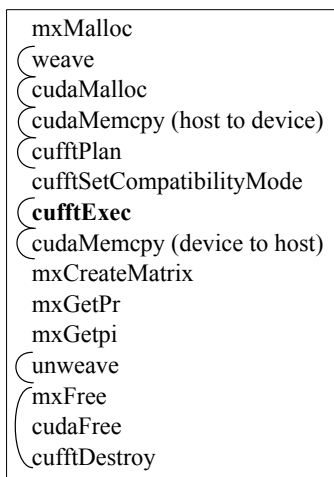 mxMalloc
weave
cudaMalloc
cudaMemcpy (host to device)
cufftPlan
cufftSetCompatibilityMode
cufftExec
cudaMemcpy (device to host)
mxCreateMatrix
mxGetPr
mxGetpi
unweave
mxFree
cudaFree
cufftDestroy